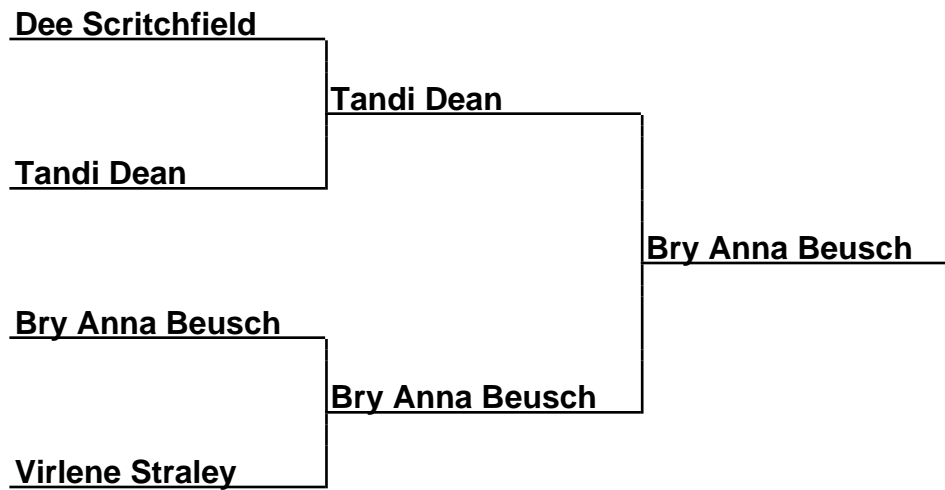 Dee Scritchfield
Tandi Dean
Tandi Dean
Bry Anna Beusch
Bry Anna Beusch
Bry Anna Beusch
Virlene Straley